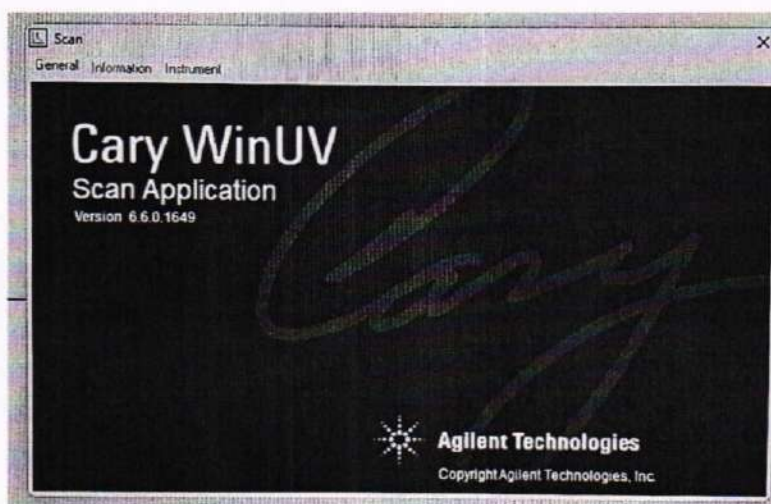 Scan
General Information Instrument
Cary WinUV
Scan Application
Version 6.6.0.1649
Cary
Agilent Technologies
Copyright Agilent Technologies, Inc.